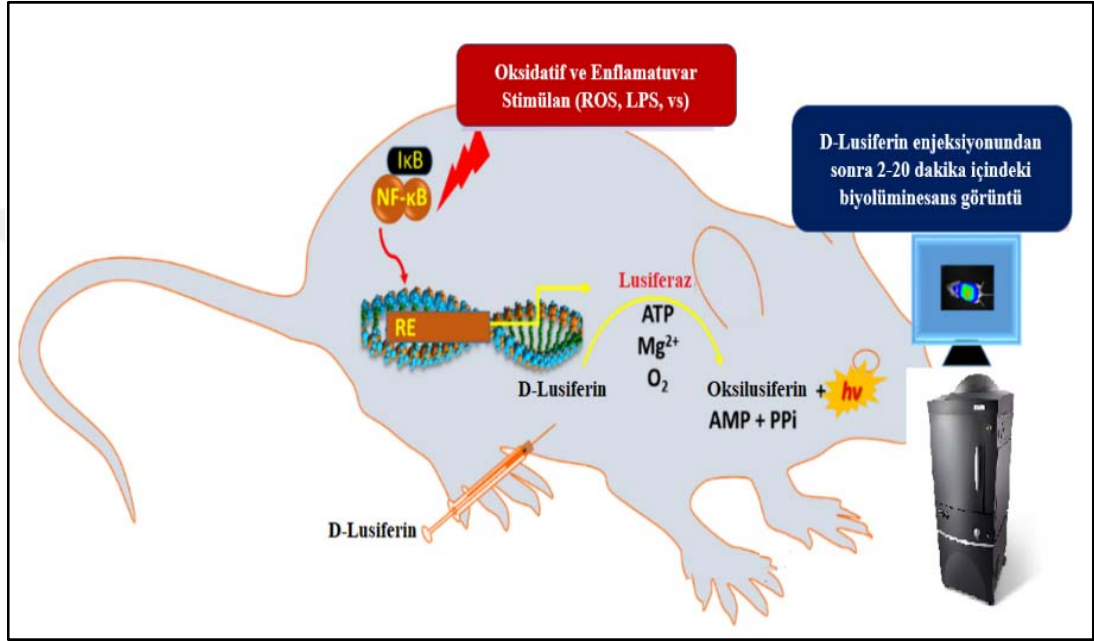 Oksidatif ve Enflamatuvar
Stimülan (ROS, LPS, vs)
D-Lusiferin enjeksiyonundan
sonra 2-20 dakika içindeki
biyolüminesans görüntü
IκB
NF-κB
RE
Lusiferaz
ATP
Mg²⁺
O₂
D-Lusiferin
Oksilusiferin + hv
AMP + PPi
D-Lusiferin